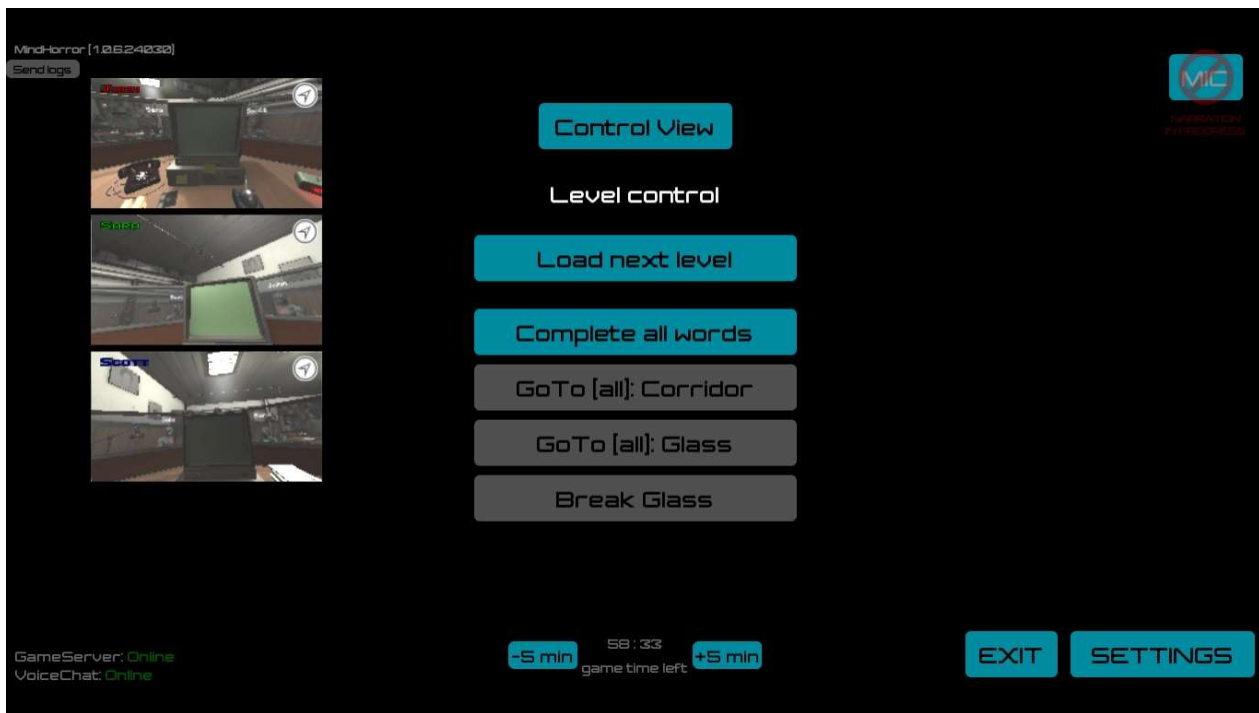 MindHorror [1.0.6.24030]
Send logs
MIC
NARRATION
IN PROGRESS
Control View
Level control
Sara
Scott
Load next level
Complete all words
GoTo [all]: Corridor
GoTo [all]: Glass
Break Glass
58:33
-5 min
+5 min
game time left
GameServer: Online
VoiceChat: Online
EXIT
SETTINGS